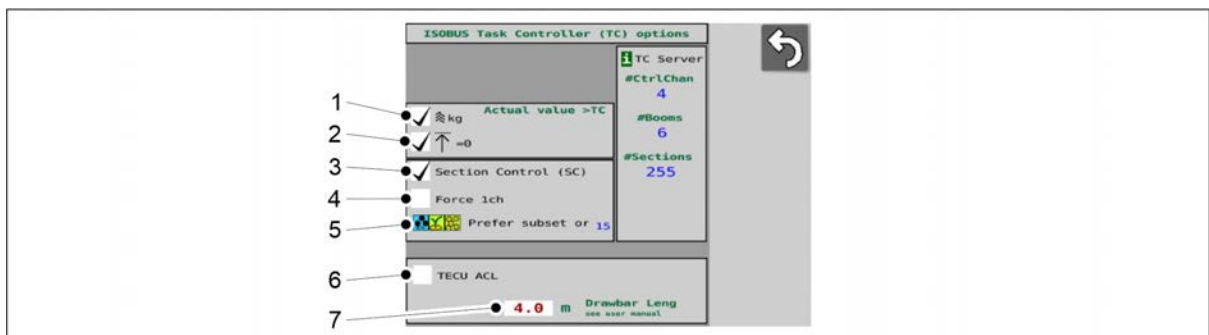 ISOBUS Task Controller (TC) options
i TC Server
#CtrlChan
4
#Booms
6
#Sections
255
1
Actual value >TC
kg
2
=0
3
Section Control (SC)
4
Force 1ch
5
Prefer subset or 15
6
TECU ACL
7
4.0 m Drawbar Leng
see user manual